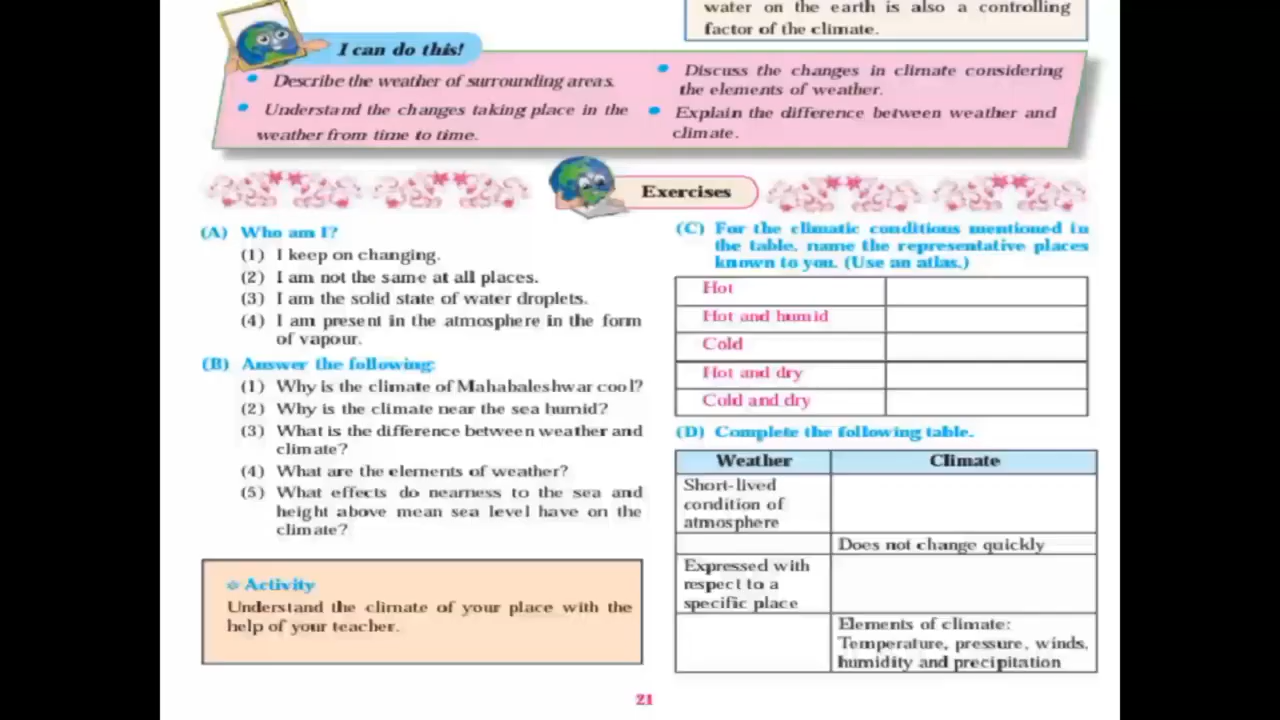 water on the earth is also a controlling
factor of the climate.
I can do this!
Describe the weather of surrounding areas.
Understand the changes taking place in the
weather from time to time.
Discuss the changes in climate considering
the elements of weather.
Explain the difference between weather and
climate.
Exercises
(A) Who am I?
(1) I keep on changing.
(2) I am not the same at all places.
(3) I am the solid state of water droplets.
(4) I am present in the atmosphere in the form
of vapour.
(B) Answer the following:
(1) Why is the climate of Mahabaleshwar cool?
(2) Why is the climate near the sea humid?
(3) What is the difference between weather and
climate?
(4) What are the elements of weather?
(5) What effects do nearness to the sea and
height above mean sea level have on the
climate?
Activity
Understand the climate of your place with the
help of your teacher.
(C) For the climatic conditions mentioned in
the table, name the representative places
known to you. (Use an atlas.)
Hot
Hot and humid
Cold
Hot and dry
Cold and dry
(D) Complete the following table.
Weather Climate
Short-lived
condition of
atmosphere
Does not change quickly
Expressed with
respect to a
specific place
Elements of climate:
Temperature, pressure, winds,
humidity and precipitation
21